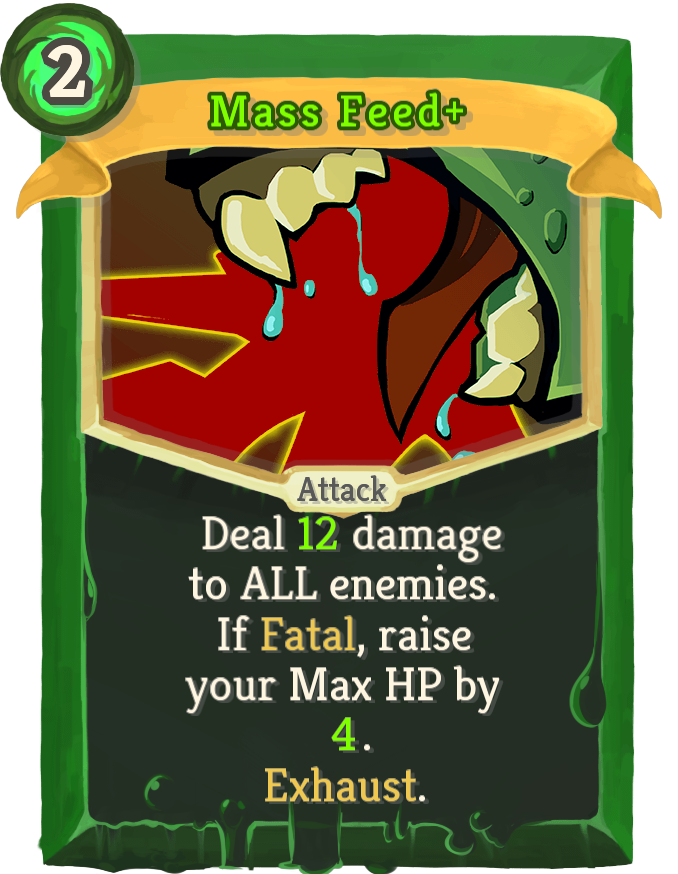 2
Mass Feed+
Attack
Deal 12 damage
to ALL enemies.
If Fatal, raise
your Max HP by
4.
Exhaust.